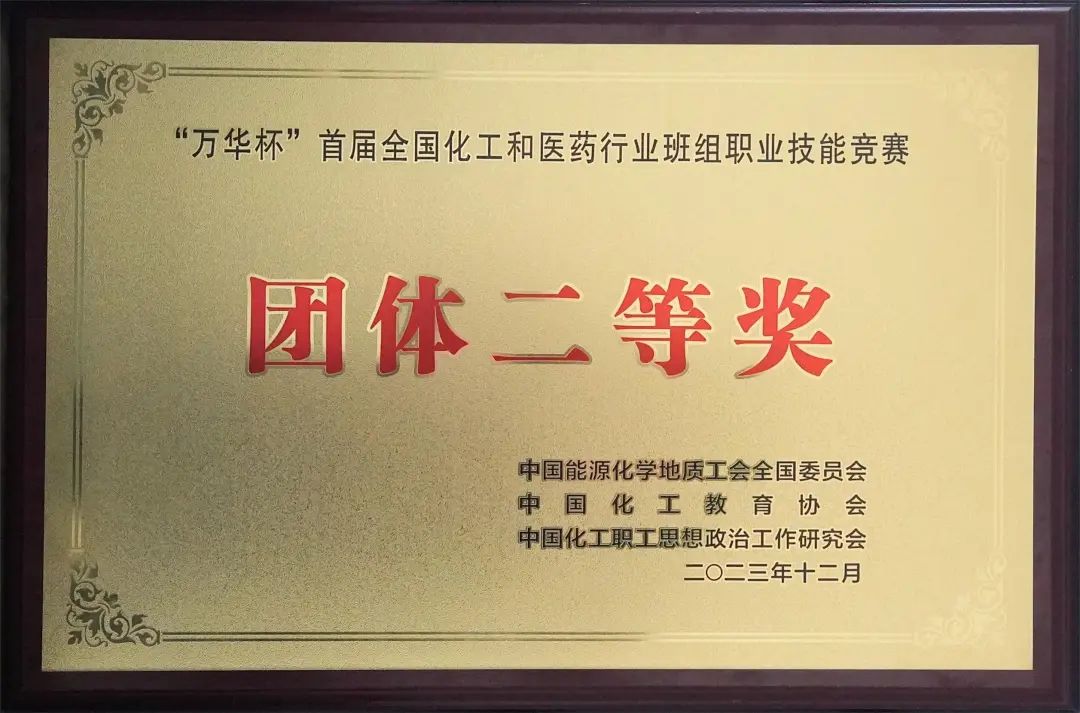 “万华杯”首届全国化工和医药行业班组职业技能竞赛
团体二等奖
中国能源化学地质工会全国委员会
中国化工教育协会
中国化工职工思想政治工作研究会
二〇二三年十二月